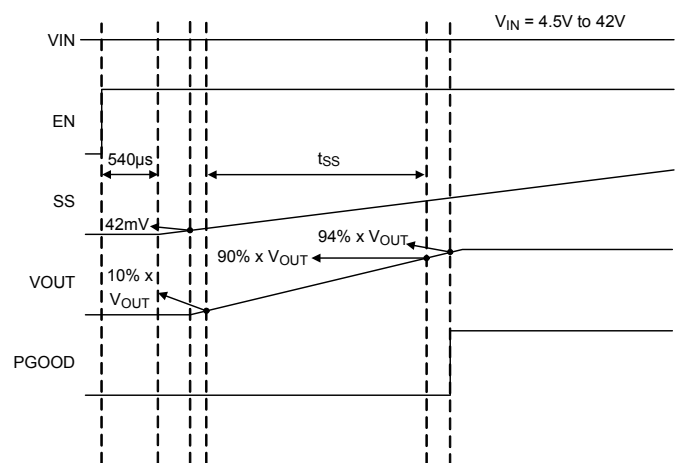 V_IN = 4.5V to 42V
VIN
EN
540µs
t_SS
SS
42mV
94% x V_OUT
90% x V_OUT
10% x
V_OUT
VOUT
PGOOD